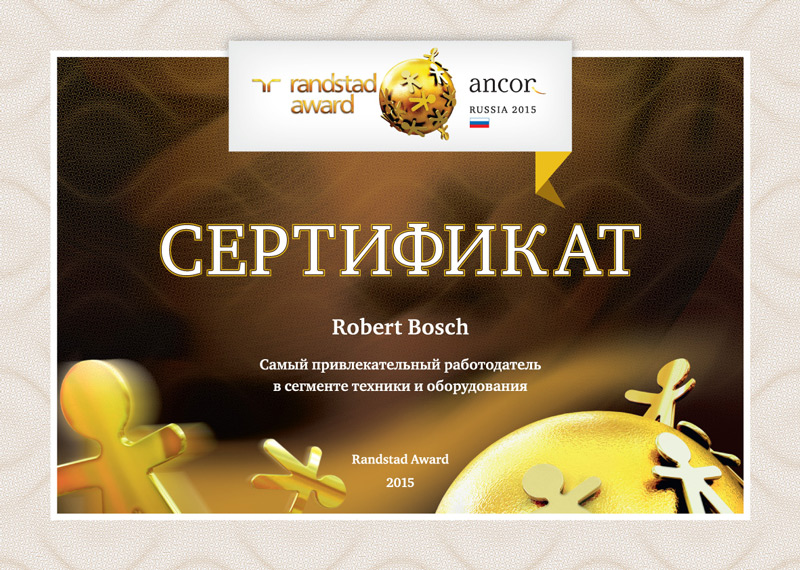 randstad
award
ancor
RUSSIA 2015
СЕРТИФИКАТ
Robert Bosch
Самый привлекательный работодатель
в сегменте техники и оборудования
Randstad Award
2015